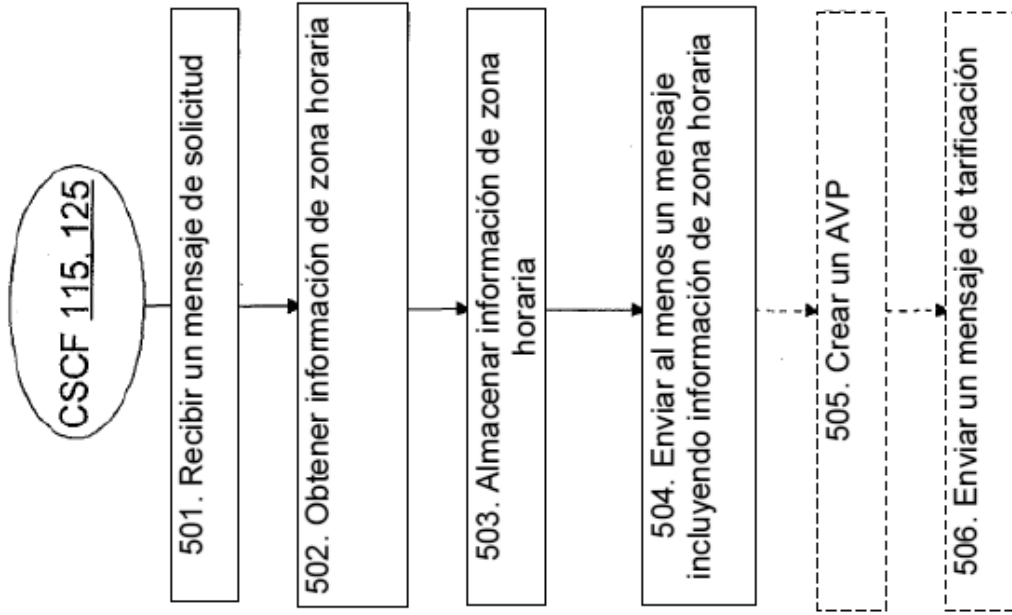 CSCF 115, 125
501. Recibir un mensaje de solicitud
502. Obtener información de zona horaria
503. Almacenar información de zona
horaria
504. Enviar al menos un mensaje
incluyendo información de zona horaria
505. Crear un AVP
506. Enviar un mensaje de tarificación